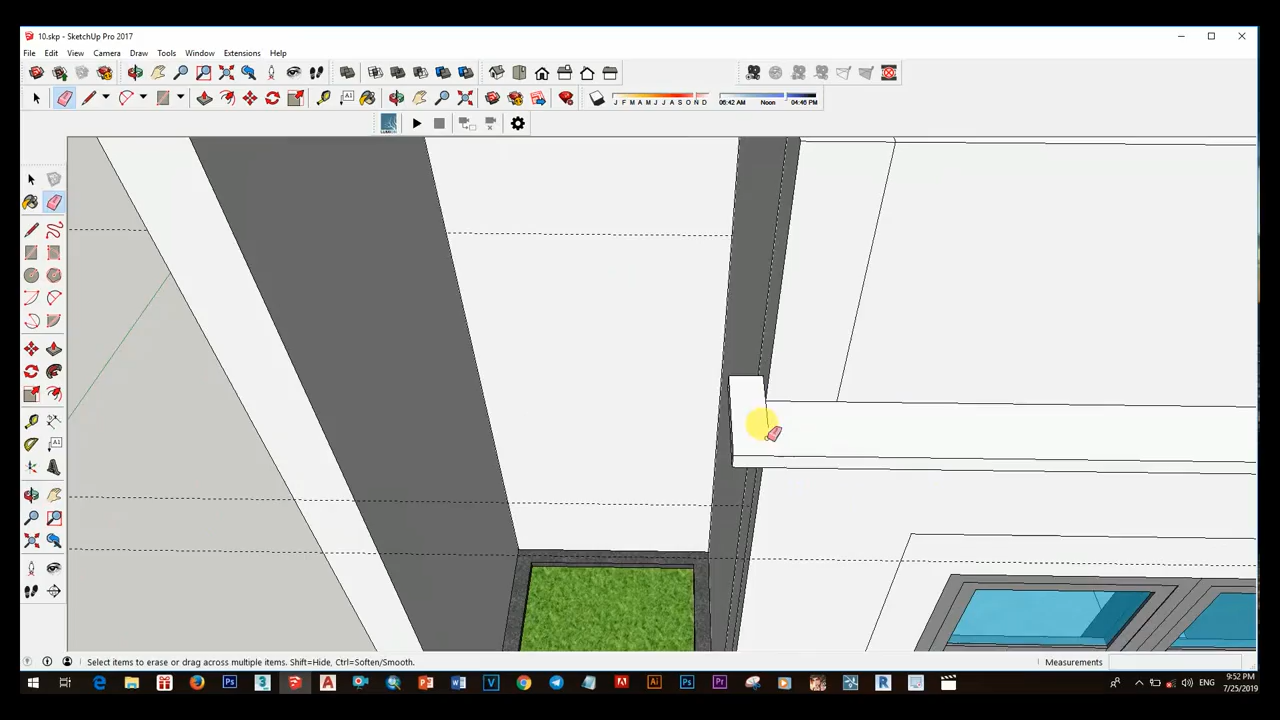 10.skp - SketchUp Pro 2017
File Edit View Camera Draw Tools Window Extensions Help
J F M A M J J A S O N D 06:42 AM Noon 04:46 PM
Select items to erase or drag across multiple items. Shift=Hide, Ctrl=Soften/Smooth. Measurements
ENG 9:52 PM
7/25/2019